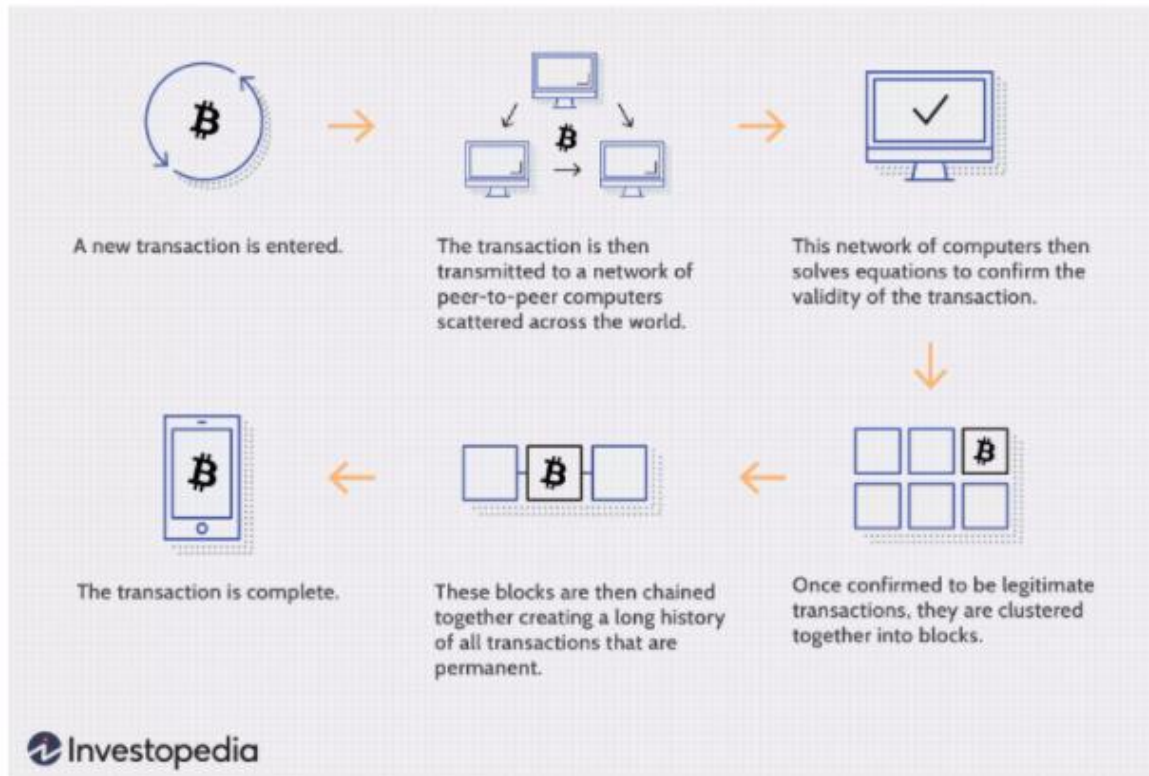 A new transaction is entered.
The transaction is then
transmitted to a network of
peer-to-peer computers
scattered across the world.
This network of computers then
solves equations to confirm the
validity of the transaction.
Once confirmed to be legitimate
transactions, they are clustered
together into blocks.
These blocks are then chained
together creating a long history
of all transactions that are
permanent.
The transaction is complete.
Investopedia